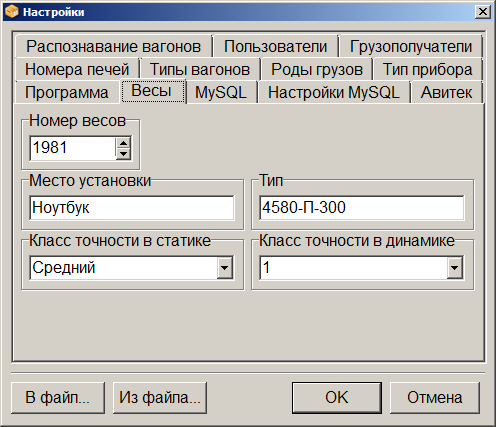 Настройки
Распознавание вагонов Пользователи Грузополучатели
Номера печей Типы вагонов Роды грузов Тип прибора
Программа Весы MySQL Настройки MySQL Авитек
Номер весов
1981
Место установки Тип
Ноутбук 4580-П-300
Класс точности в статике Класс точности в динамике
Средний 1
В файл... Из файла... OK Отмена